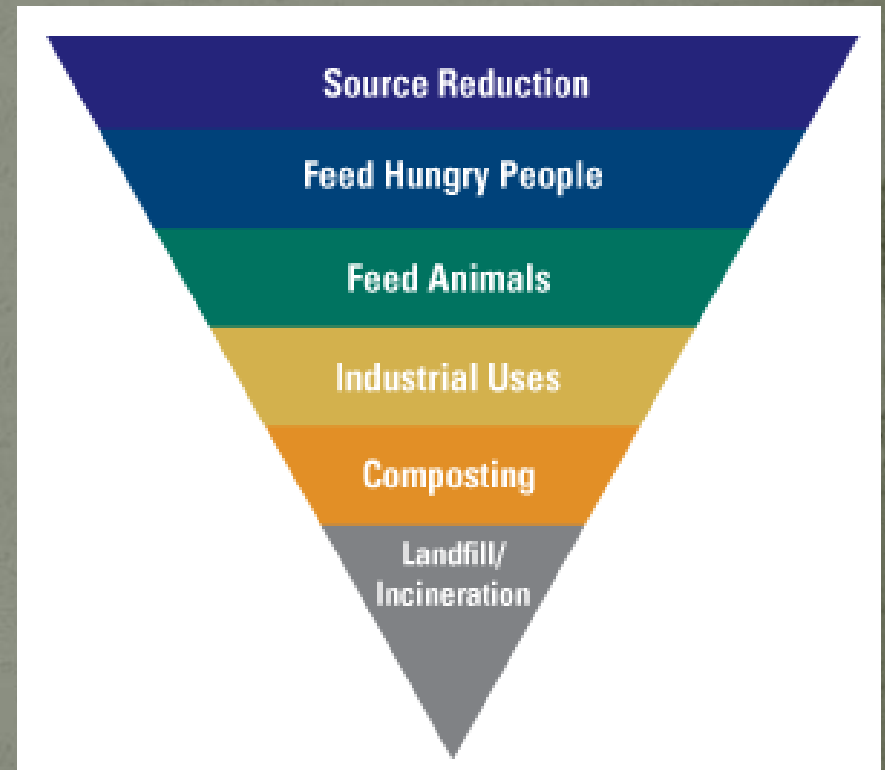 Source Reduction
Feed Hungry People
Feed Animals
Industrial Uses
Composting
Landfill/
Incineration